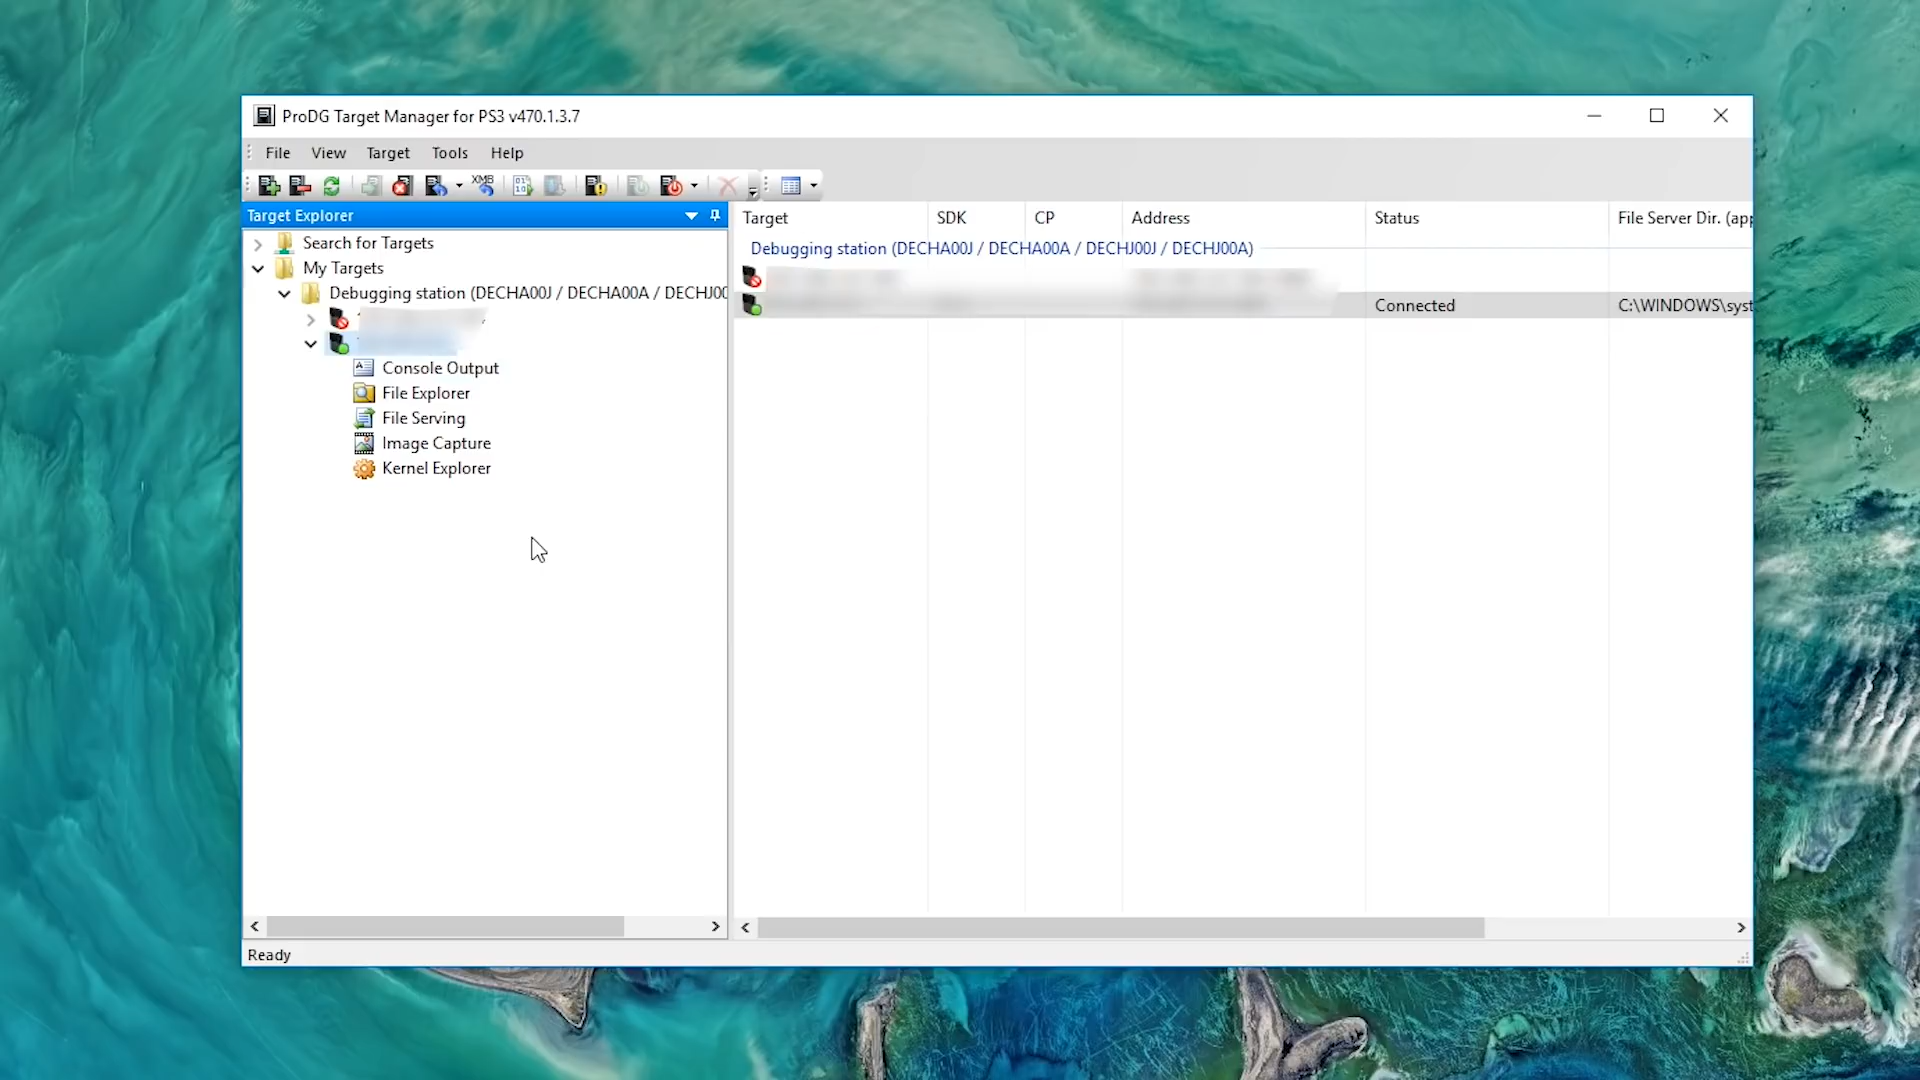 ProDG Target Manager for PS3 v470.1.3.7
File View Target Tools Help
XMB
Target Explorer
Search for Targets
My Targets
Debugging station (DECHA00J / DECHA00A / DECHJ00
Console Output
File Explorer
File Serving
Image Capture
Kernel Explorer
Target SDK CP Address Status File Server Dir. (app
Debugging station (DECHA00J / DECHA00A / DECHJ00J / DECHJ00A)
Connected C:\WINDOWS\syst
Ready